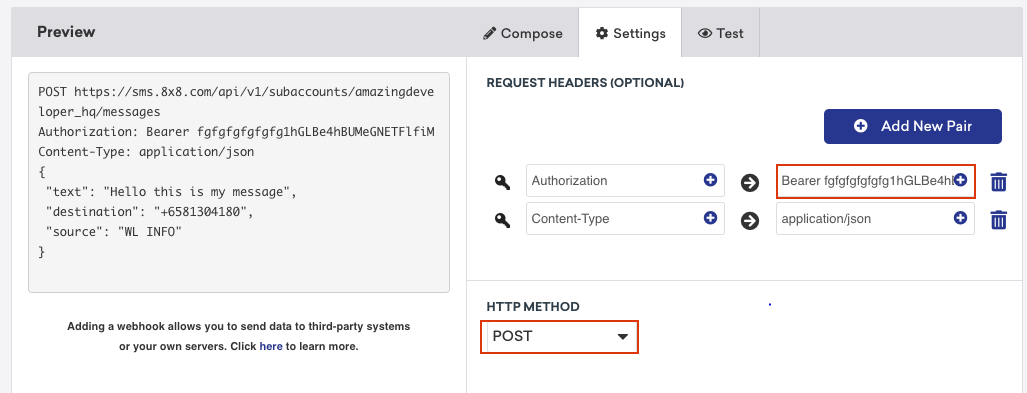 Preview
Compose
Settings
Test
POST https://sms.8x8.com/api/v1/subaccounts/amazingdeve
loper_hq/messages
Authorization: Bearer fgfgfgfgfgfg1hGLBe4hBUMeGNETFlfiM
Content-Type: application/json
{
"text": "Hello this is my message",
"destination": "+6581304180",
"source": "WL INFO"
}
Adding a webhook allows you to send data to third-party systems
or your own servers. Click here to learn more.
REQUEST HEADERS (OPTIONAL)
Add New Pair
Authorization
Bearer fgfgfgfgfgfg1hGLBe4hI
Content-Type
application/json
HTTP METHOD
POST